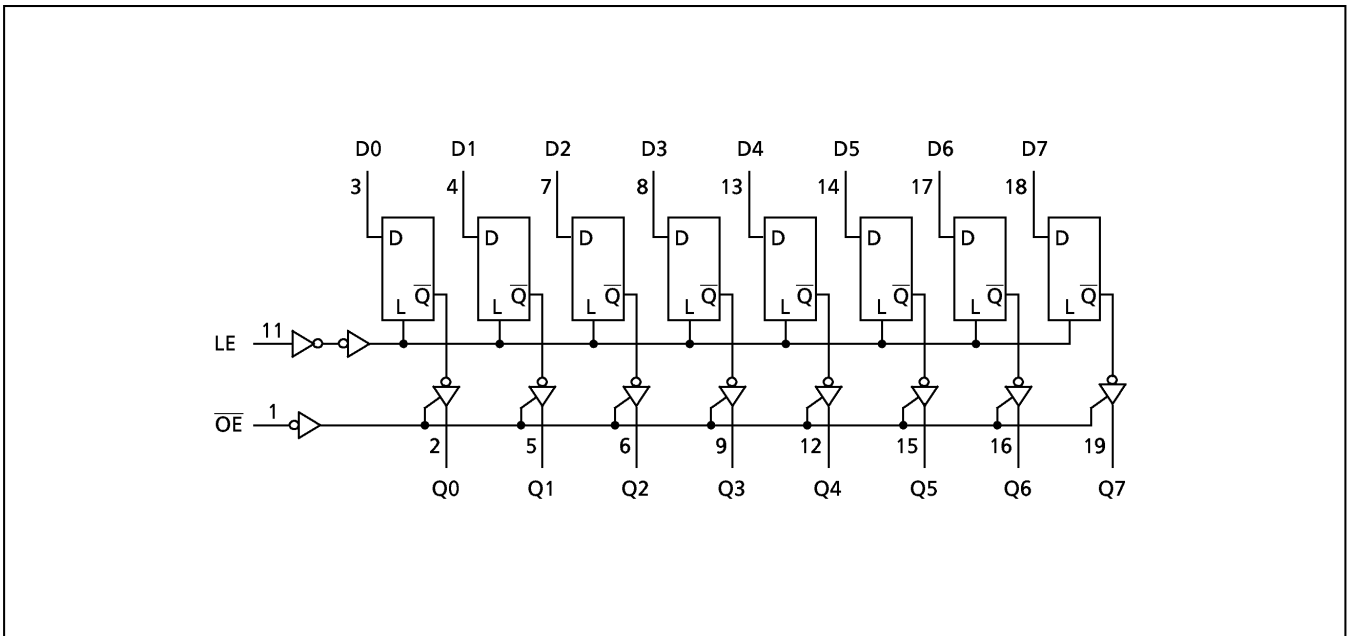 D0 D1 D2 D3 D4 D5 D6 D7
3 4 7 8 13 14 17 18
D D D D D D D D
Q̅ Q̅ Q̅ Q̅ Q̅ Q̅ Q̅ Q̅
L L L L L L L L
LE 11
O̅E̅ 1
2 5 6 9 12 15 16 19
Q0 Q1 Q2 Q3 Q4 Q5 Q6 Q7